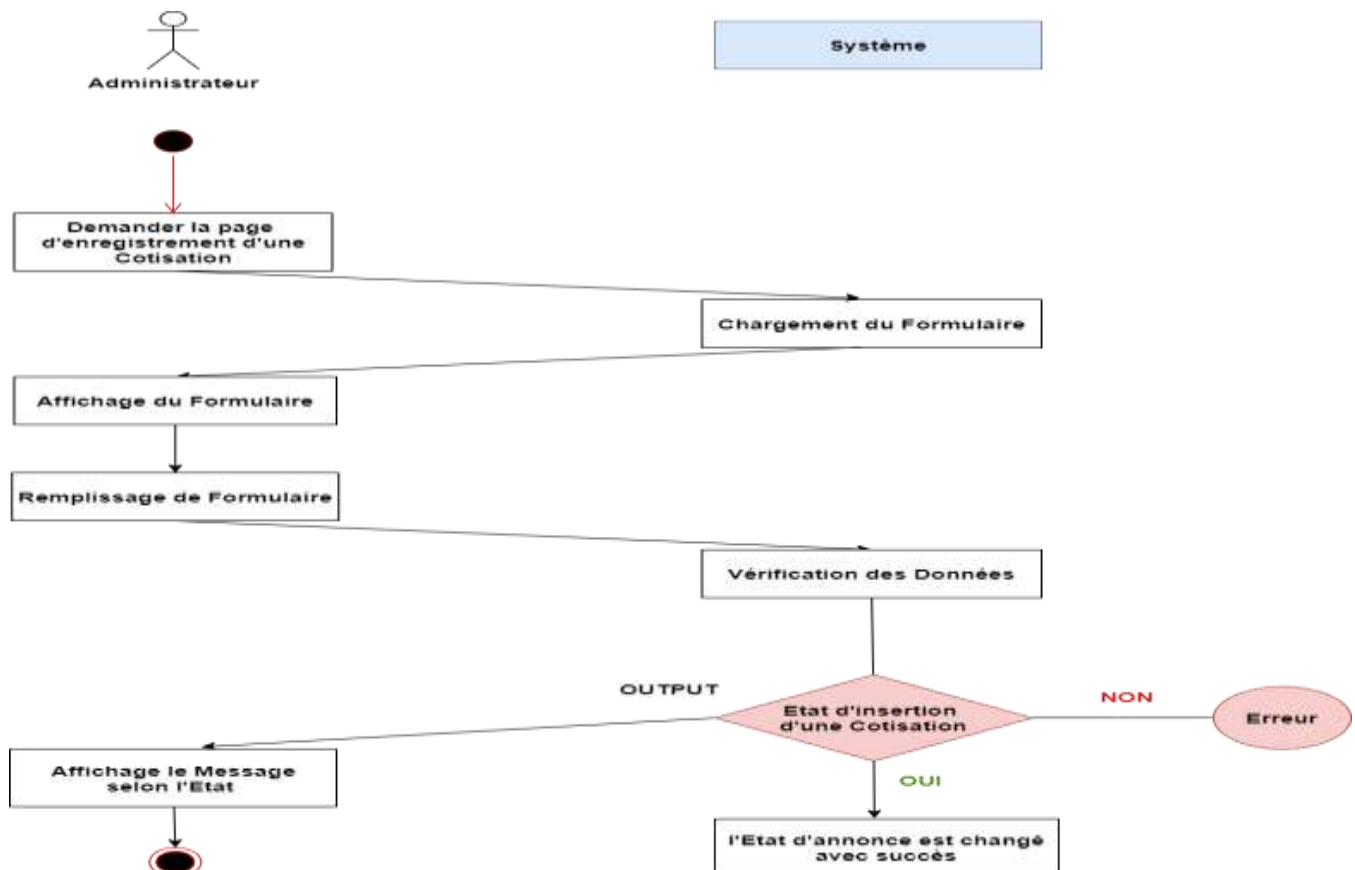 Système
Administrateur
Demander la page
d'enregistrement d'une
Cotisation
Chargement du Formulaire
Affichage du Formulaire
Remplissage de Formulaire
Vérification des Données
OUTPUT
Etat d'insertion
d'une Cotisation
NON
Erreur
Affichage le Message
selon l'Etat
OUI
l'Etat d'annonce est changé
avec succès